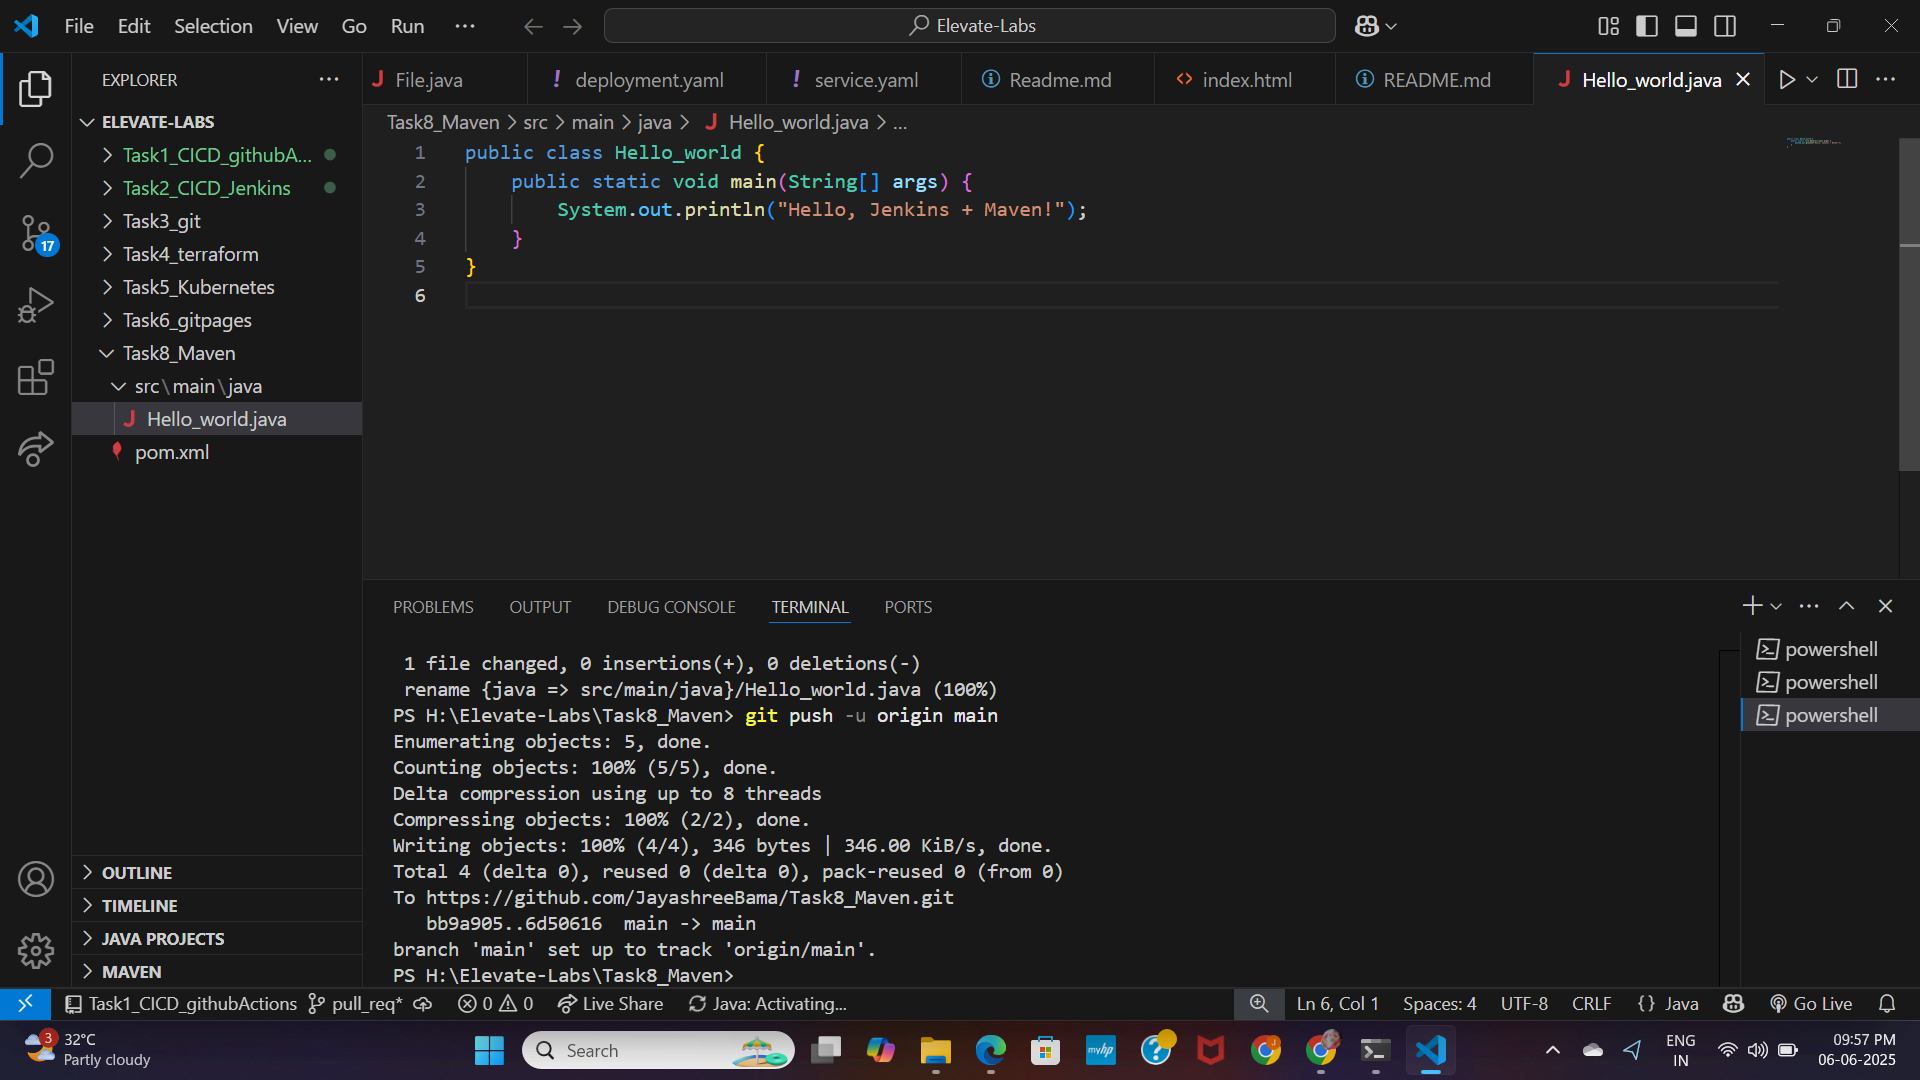 File Edit Selection View Go Run Elevate-Labs
EXPLORER
ELEVATE-LABS
Task1_CICD_githubA...
Task2_CICD_Jenkins
Task3_git
Task4_terraform
Task5_Kubernetes
Task6_gitpages
Task8_Maven
src\main\java
Hello_world.java
pom.xml
OUTLINE
TIMELINE
JAVA PROJECTS
MAVEN
17
File.java deployment.yaml service.yaml Readme.md index.html README.md Hello_world.java
Task8_Maven > src > main > java > Hello_world.java > ...
1 public class Hello_world {
2 public static void main(String[] args) {
3 System.out.println("Hello, Jenkins + Maven!");
4 }
5 }
6
PROBLEMS OUTPUT DEBUG CONSOLE TERMINAL PORTS
1 file changed, 0 insertions(+), 0 deletions(-)
rename {java => src/main/java}/Hello_world.java (100%)
PS H:\Elevate-Labs\Task8_Maven> git push -u origin main
Enumerating objects: 5, done.
Counting objects: 100% (5/5), done.
Delta compression using up to 8 threads
Compressing objects: 100% (2/2), done.
Writing objects: 100% (4/4), 346 bytes | 346.00 KiB/s, done.
Total 4 (delta 0), reused 0 (delta 0), pack-reused 0 (from 0)
To https://github.com/JayashreeBama/Task8_Maven.git
bb9a905..6d50616 main -> main
branch 'main' set up to track 'origin/main'.
PS H:\Elevate-Labs\Task8_Maven>
powershell
powershell
powershell
Task1_CICD_githubActions pull_req* 0 0 Live Share Java: Activating... Ln 6, Col 1 Spaces: 4 UTF-8 CRLF {} Java Go Live
3 32°C
Partly cloudy
Search
myhp
ENG
IN
09:57 PM
06-06-2025